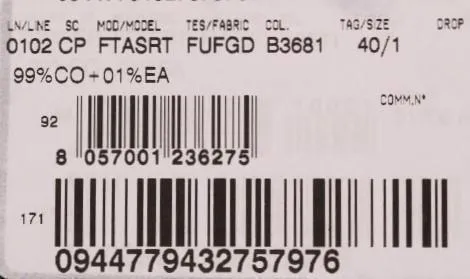 LN/LINE SC MOD/MODEL TES/FABRIC COL. TAG/SIZE DROP
0102 CP FTASRT FUFGD B3681 40/1
99%CO+01%EA
COMM.N°
92
8 057001 236275
171
0944779432757976